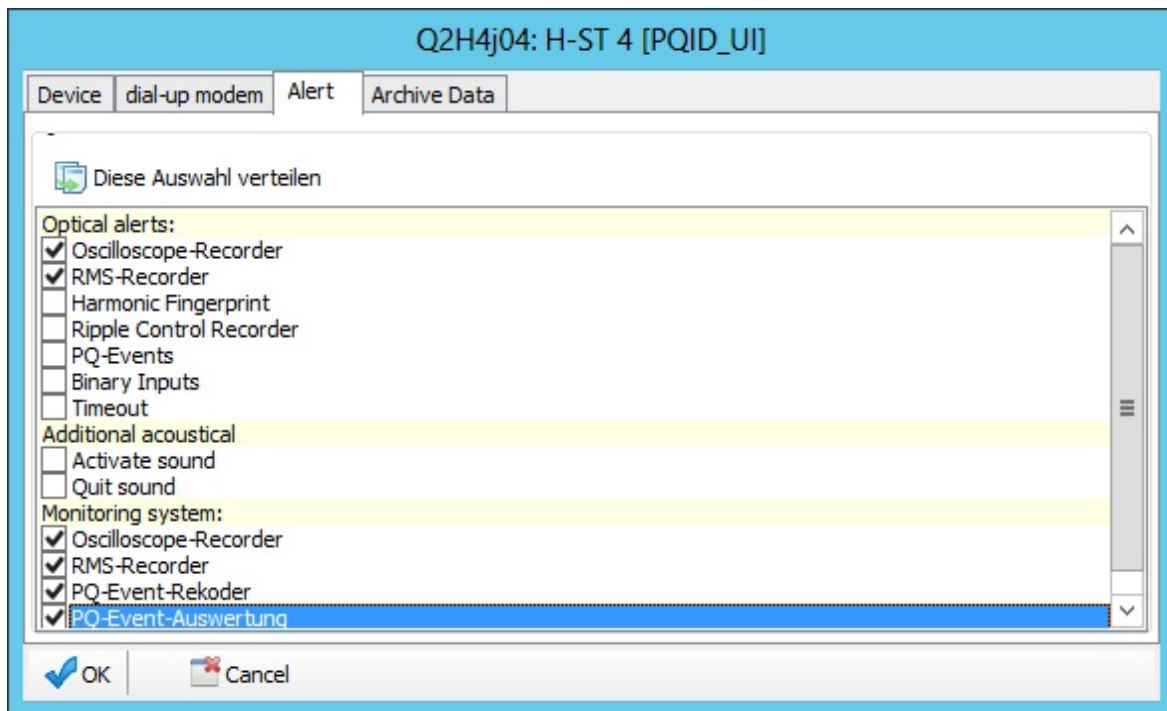 Q2H4j04: H-ST 4 [PQID_UI]
Device dial-up modem Alert Archive Data
Diese Auswahl verteilen
Optical alerts:
Oscilloscope-Recorder
RMS-Recorder
Harmonic Fingerprint
Ripple Control Recorder
PQ-Events
Binary Inputs
Timeout
Additional acoustical
Activate sound
Quit sound
Monitoring system:
Oscilloscope-Recorder
RMS-Recorder
PQ-Event-Rekoder
PQ-Event-Auswertung
OK Cancel